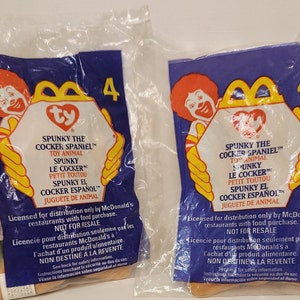 4
ty
SPUNKY THE
COCKER SPANIEL™
TOY ANIMAL
SPUNKY
LE COCKER™
PETIT TOUTOU
SPUNKY EL
COCKER ESPAÑOL™
JUGUETE DE ANIMAL
Licensed for distribution only by McDonald's
restaurants with food purchase.
NOT FOR RESALE
Licencié pour distribution seulement par les
restaurants McDonald's à
l'achat d'un produit alimentaire.
NON DESTINÉ À LA REVENTE
ty
SPUNKY THE
COCKER SPANIEL™
TOY ANIMAL
SPUNKY
LE COCKER™
PETIT TOUTOU
SPUNKY EL
COCKER ESPAÑOL™
JUGUETE DE ANIMAL
Licensed for distribution only by McDonald's
restaurants with food purchase.
NOT FOR RESALE
Licencié pour distribution seulement par les
restaurants McDonald's à
l'achat d'un produit alimentaire.
NON DESTINÉ À LA REVENTE